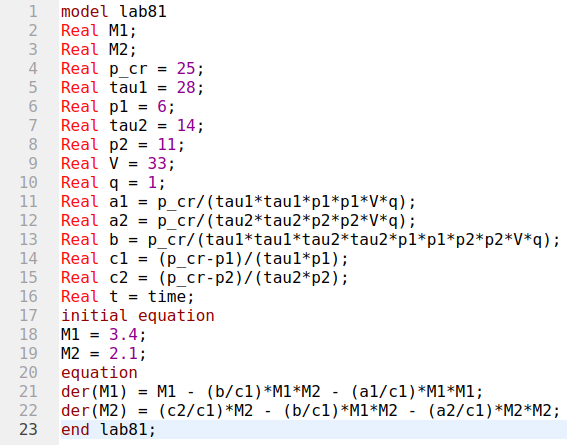 1 model lab81
2 Real M1;
3 Real M2;
4 Real p_cr = 25;
5 Real tau1 = 28;
6 Real p1 = 6;
7 Real tau2 = 14;
8 Real p2 = 11;
9 Real V = 33;
10 Real q = 1;
11 Real a1 = p_cr/(tau1*tau1*p1*p1*V*q);
12 Real a2 = p_cr/(tau2*tau2*p2*p2*V*q);
13 Real b = p_cr/(tau1*tau1*tau2*tau2*p1*p1*p2*p2*V*q);
14 Real c1 = (p_cr-p1)/(tau1*p1);
15 Real c2 = (p_cr-p2)/(tau2*p2);
16 Real t = time;
17 initial equation
18 M1 = 3.4;
19 M2 = 2.1;
20 equation
21 der(M1) = M1 - (b/c1)*M1*M2 - (a1/c1)*M1*M1;
22 der(M2) = (c2/c1)*M2 - (b/c1)*M1*M2 - (a2/c1)*M2*M2;
23 end lab81;